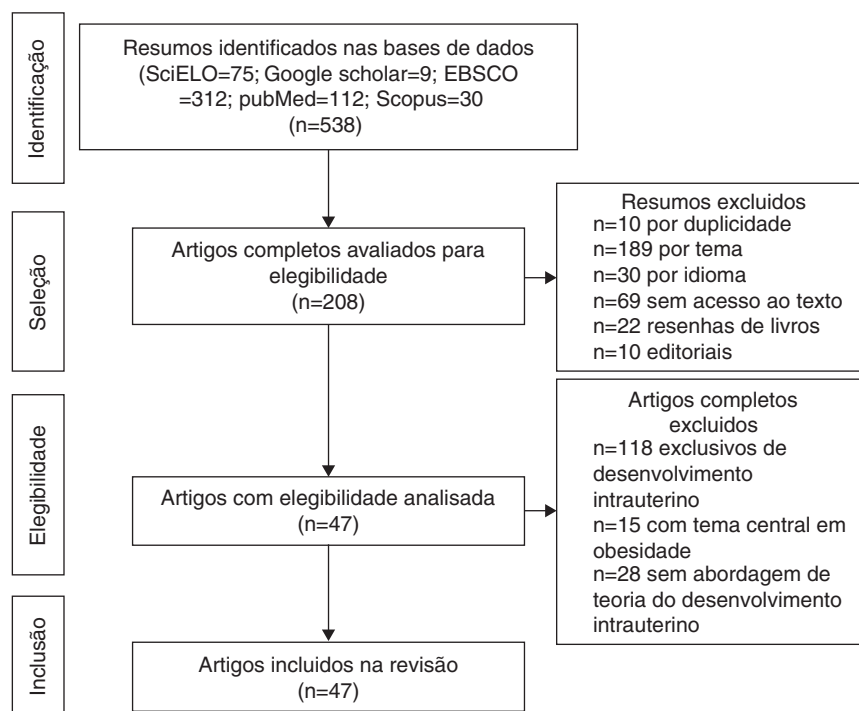 Identificação
Resumos identificados nas bases de dados
(SciELO=75; Google scholar=9; EBSCO
=312; pubMed=112; Scopus=30
(n=538)
Seleção
Artigos completos avaliados para
elegibilidade
(n=208)
Resumos excluidos
n=10 por duplicidade
n=189 por tema
n=30 por idioma
n=69 sem acesso ao texto
n=22 resenhas de livros
n=10 editoriais
Elegibilidade
Artigos com elegibilidade analisada
(n=47)
Artigos completos
excluidos
n=118 exclusivos de
desenvolvimento
intrauterino
n=15 com tema central em
obesidade
n=28 sem abordagem de
teoria do desenvolvimento
intrauterino
Inclusão
Artigos incluidos na revisão
(n=47)